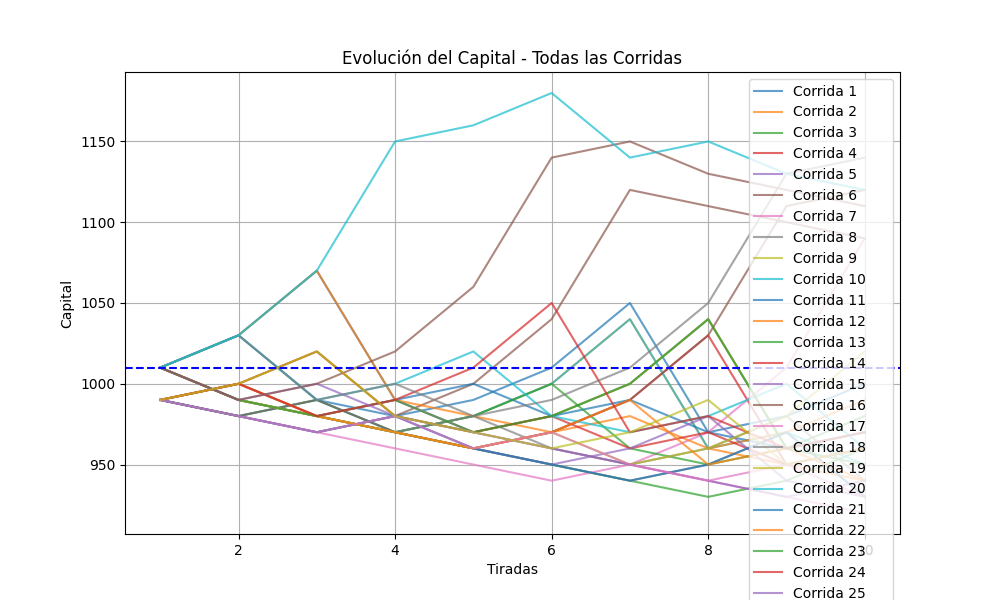 Evolución del Capital - Todas las Corridas
Capital
1150
1100
1050
1000
950
2
4
6
8
10
Tiradas
Corrida 1
Corrida 2
Corrida 3
Corrida 4
Corrida 5
Corrida 6
Corrida 7
Corrida 8
Corrida 9
Corrida 10
Corrida 11
Corrida 12
Corrida 13
Corrida 14
Corrida 15
Corrida 16
Corrida 17
Corrida 18
Corrida 19
Corrida 20
Corrida 21
Corrida 22
Corrida 23
Corrida 24
Corrida 25